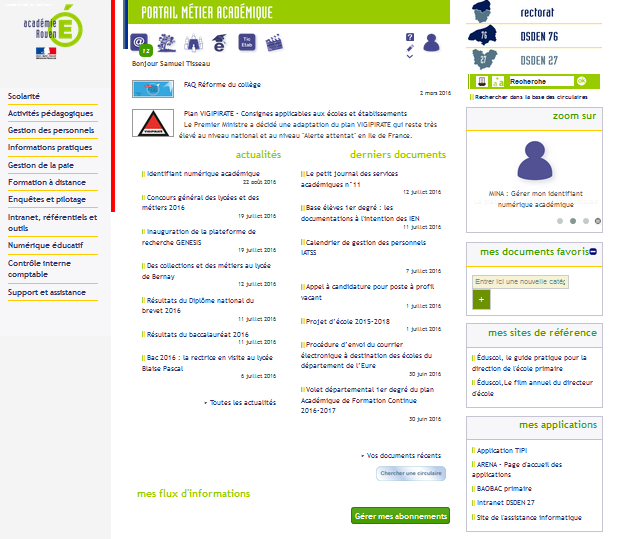 académie
Rouen
PORTAIL MÉTIER ACADÉMIQUE
12
Tic
Etab
Bonjour Samuel Tisseau
Scolarité
Activités pédagogiques
Gestion des personnels
Informations pratiques
Gestion de la paie
Formation à distance
Enquêtes et pilotage
Intranet, référentiels et
outils
Numérique éducatif
Contrôle interne
comptable
Support et assistance
FAQ Réforme du collège
2 mars 2016
Plan VIGIPIRATE - Consignes applicables aux écoles et établissements
Le Premier Ministre a décidé une adaptation du plan VIGIPIRATE qui reste très
élevé au niveau national et au niveau "Alerte attentat" en Ile de France.
actualités
Identifiant numérique académique
22 août 2016
Concours général des lycées et des
métiers 2016
19 juillet 2016
Inauguration de la plateforme de
recherche GENESIS
19 juillet 2016
Des collections et des métiers au lycée
de Bernay
12 juillet 2016
Résultats du Diplôme national du
brevet 2016
11 juillet 2016
Résultats du baccalauréat 2016
11 juillet 2016
Bac 2016 : la rectrice en visite au lycée
Blaise Pascal
6 juillet 2016
Toutes les actualités
derniers documents
Le petit journal des services
académiques n°11
12 juillet 2016
Base élèves 1er degré : les
documentations à l'intention des IEN
11 juillet 2016
Calendrier de gestion des personnels
IATSS
7 juillet 2016
Appel à candidature pour poste à profil
vacant
1 juillet 2016
Projet d'école 2015-2018
1 juillet 2016
Procédure d'envoi du courrier
électronique à destination des écoles du
département de l'Eure
30 juin 2016
Volet départemental 1er degré du plan
Académique de Formation Continue
2016-2017
30 juin 2016
Vos documents récents
Chercher une circulaire
mes flux d'informations
Gérer mes abonnements
rectorat
76
DSDEN 76
27
DSDEN 27
Recherche
ok
Rechercher dans la base des circulaires
zoom sur
MINA : Gérer mon identifiant
numérique académique
mes documents favoris
Entrer ici une nouvelle catég
+
mes sites de référence
Éduscol, le guide pratique pour la
direction de l'école primaire
Éduscol,Le film annuel du directeur
d'école
mes applications
Application TIPI
ARENA - Page d'accueil des
applications
BAOBAC primaire
Intranet DSDEN 27
Site de l'assistance informatique